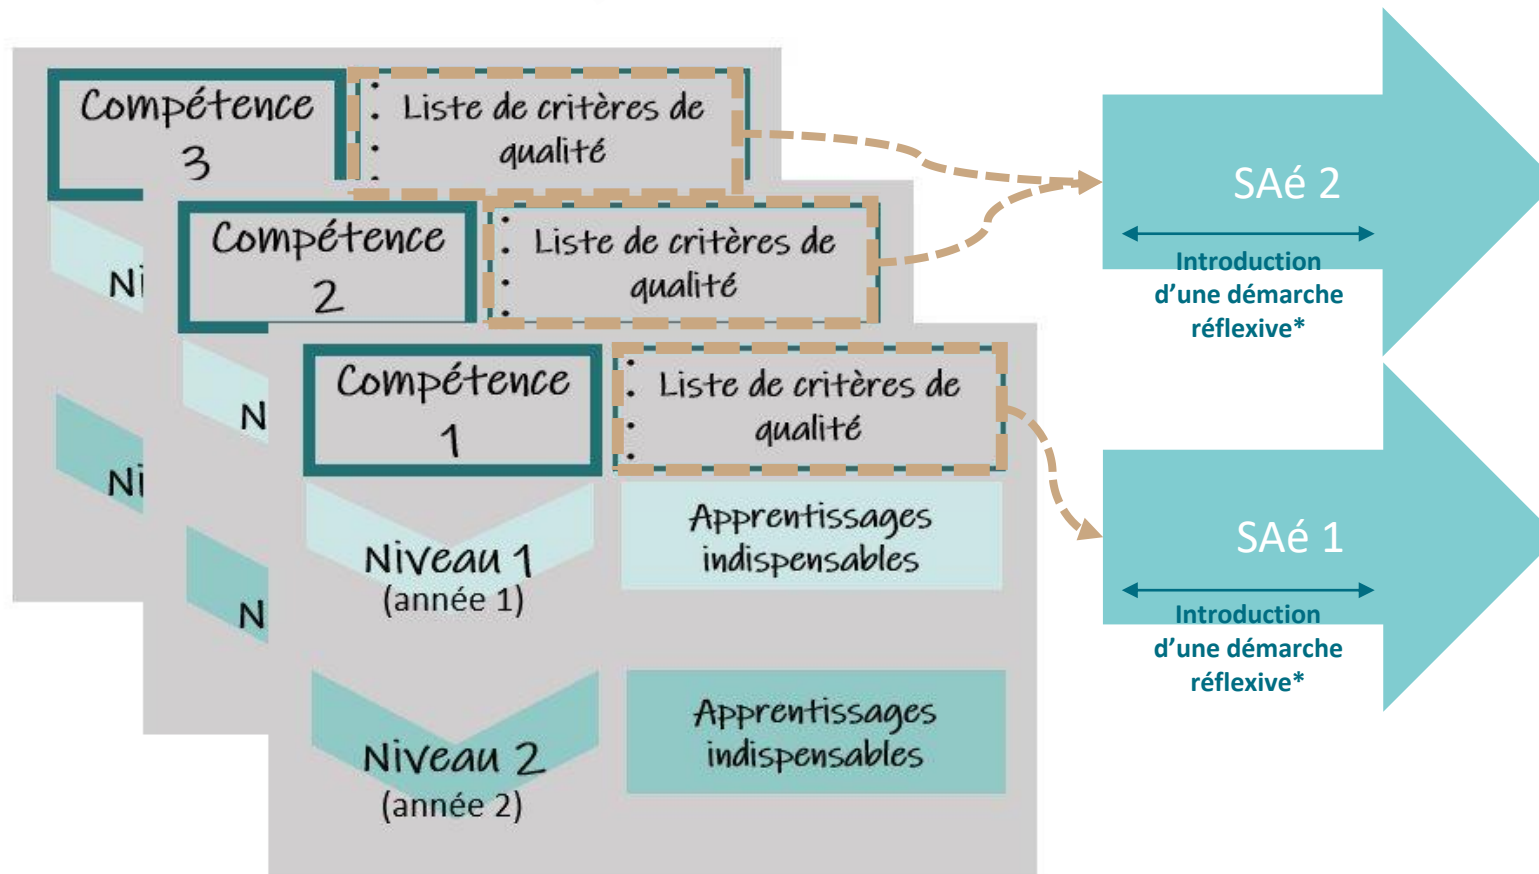 Compétence
3
Liste de critères de
qualité
Ni
Ni
Compétence
2
Liste de critères de
qualité
N
N
Compétence
1
Liste de critères de
qualité
Niveau 1
(année 1)
Apprentissages
indispensables
Niveau 2
(année 2)
Apprentissages
indispensables
SAé 2
Introduction
d’une démarche
réflexive*
SAé 1
Introduction
d’une démarche
réflexive*